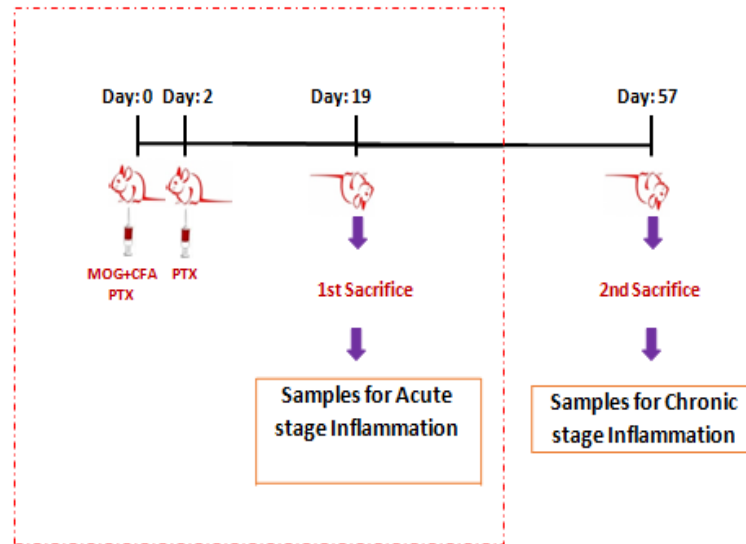 Day: 0 Day: 2 Day: 19 Day: 57
MOG+CFA
PTX
PTX
1st Sacrifice
2nd Sacrifice
Samples for Acute
stage Inflammation
Samples for Chronic
stage Inflammation